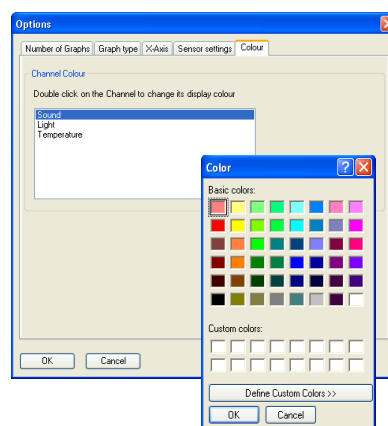 Options
Number of Graphs Graph type X-Axis Sensor settings Colour
Channel Colour
Double click on the Channel to change its display colour
Sound
Light
Temperature
OK Cancel
Color
Basic colors:
Custom colors:
Define Custom Colors >>
OK Cancel